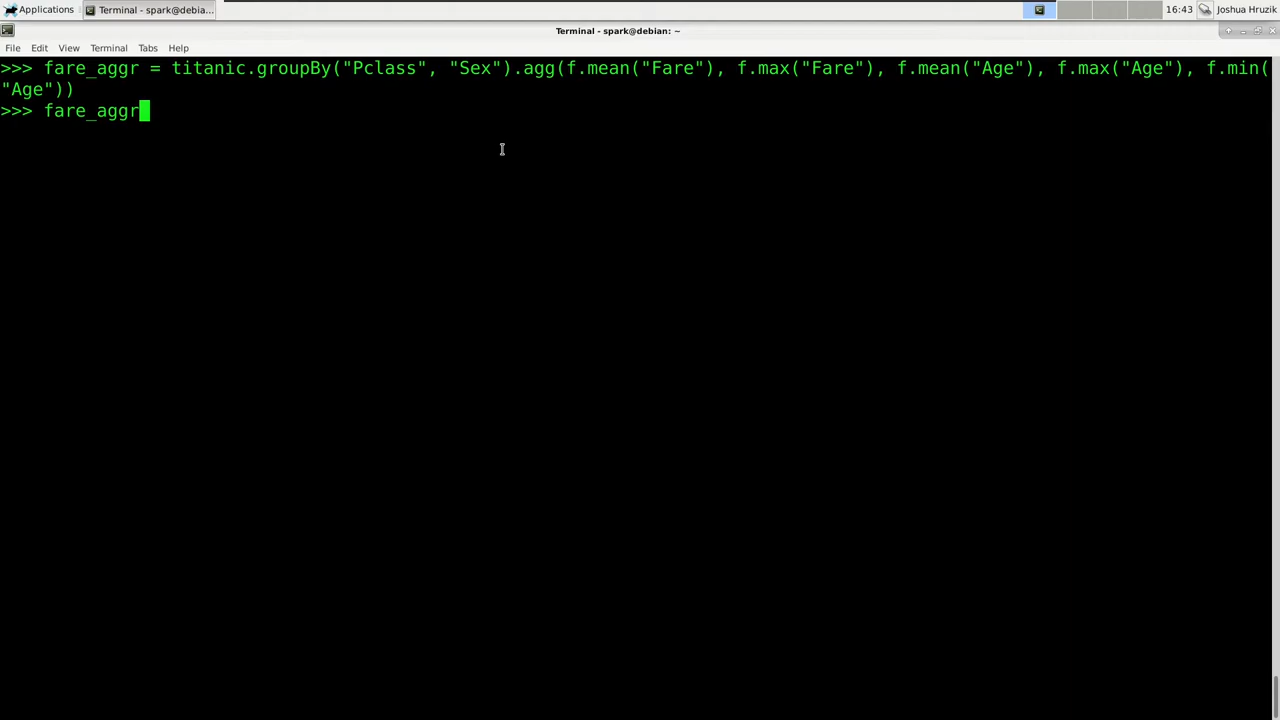 Applications Terminal - spark@debia... 16:43 Joshua Hruzik
Terminal - spark@debian: ~
File Edit View Terminal Tabs Help
>>> fare_aggr = titanic.groupBy("Pclass", "Sex").agg(f.mean("Fare"), f.max("Fare"), f.mean("Age"), f.max("Age"), f.min(
"Age"))
>>> fare_aggr